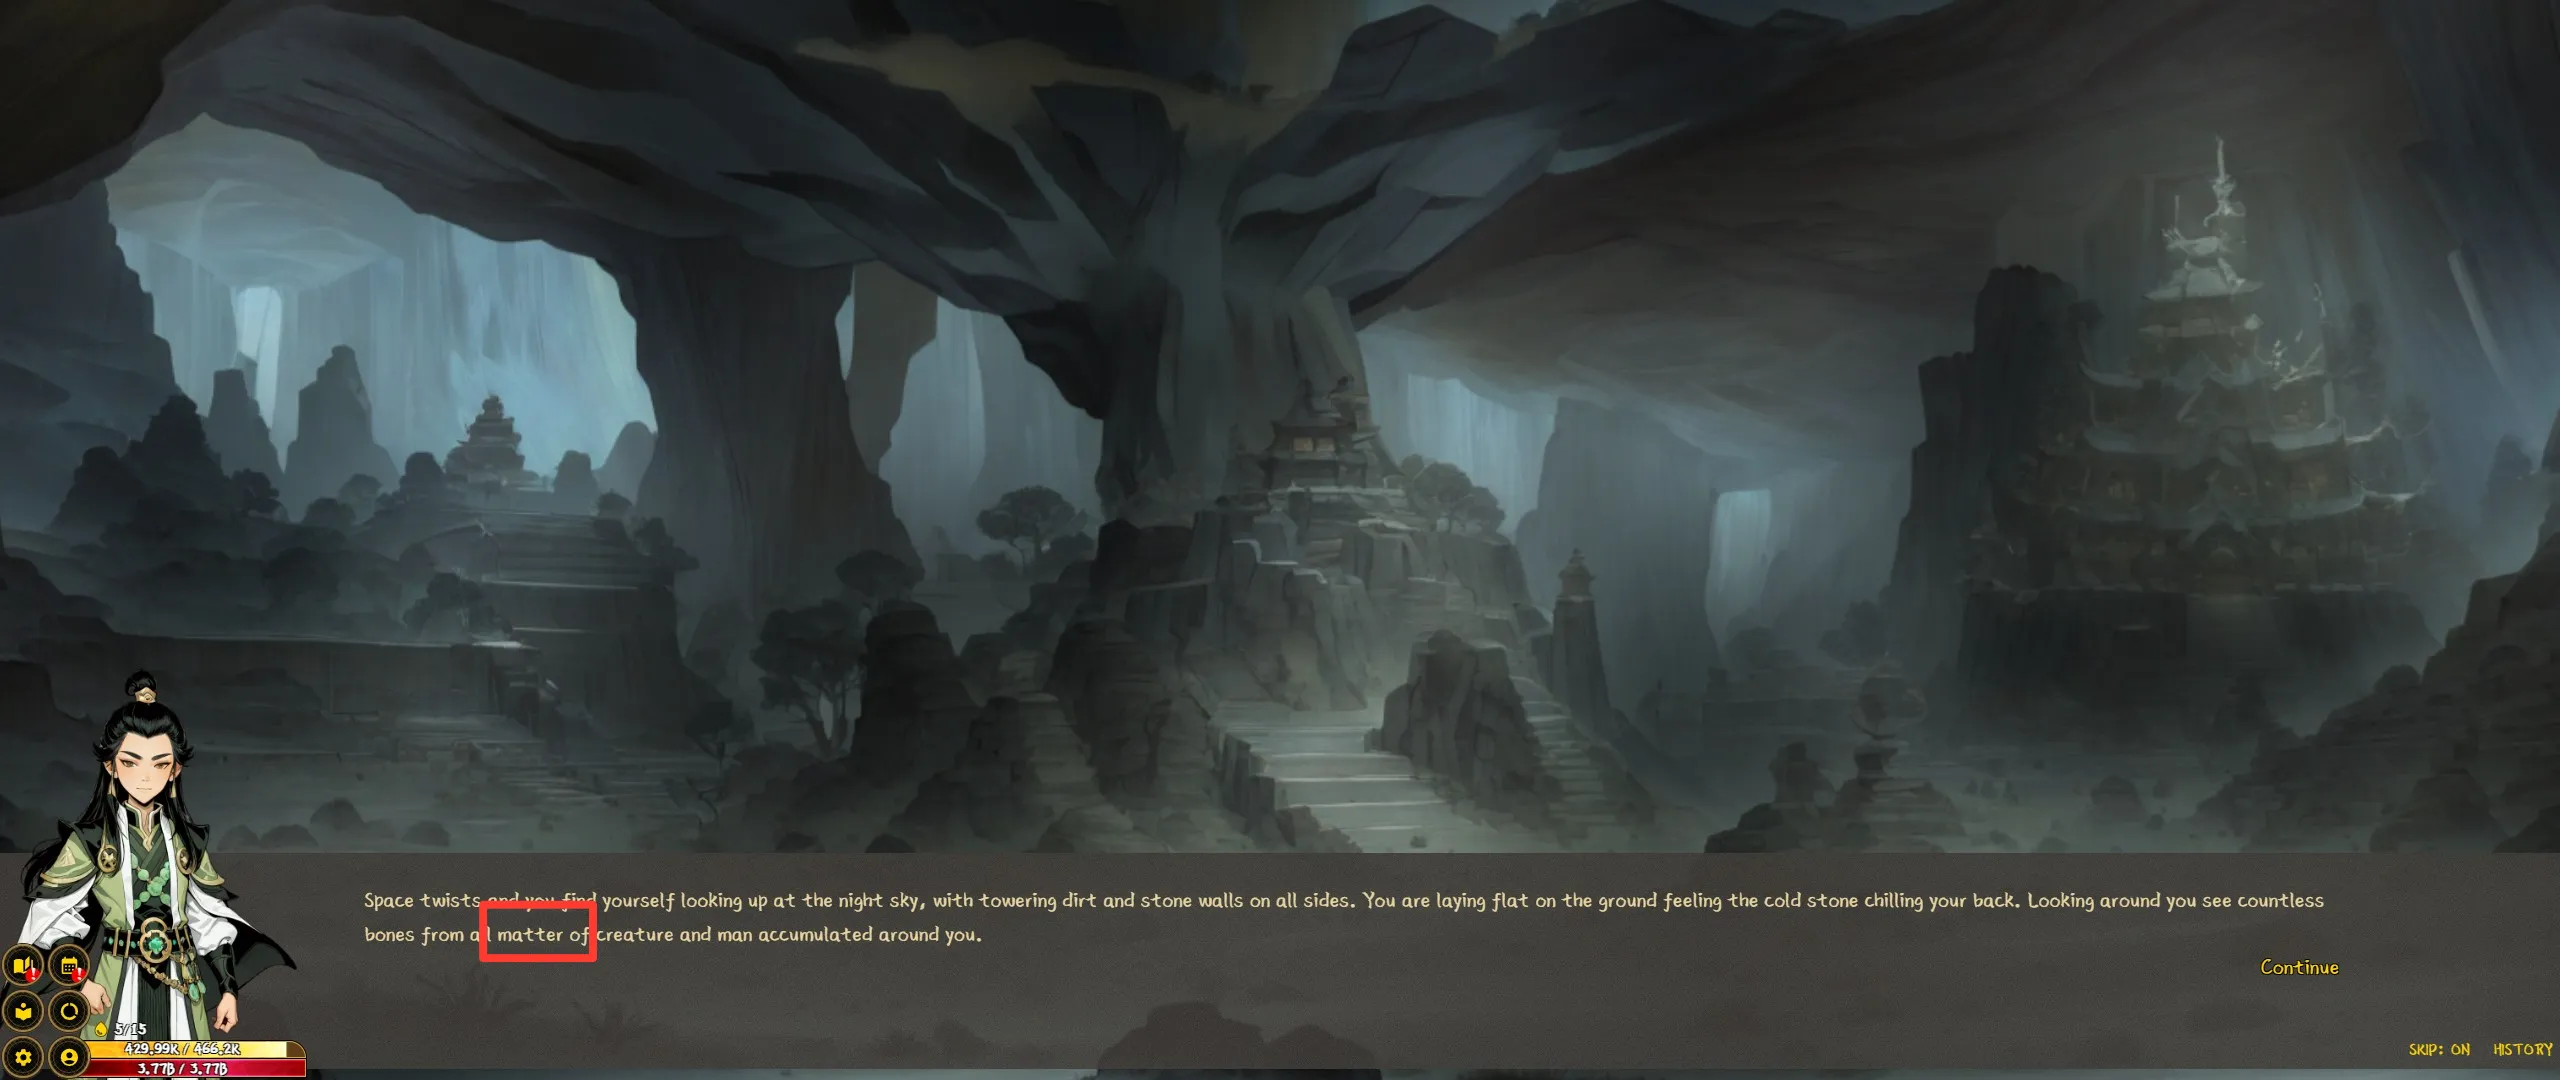 Space twists and you find yourself looking up at the night sky, with towering dirt and stone walls on all sides. You are laying flat on the ground feeling the cold stone chilling your back. Looking around you see countless
bones from all matter of creature and man accumulated around you.
Continue
5/15
429.99K / 466.2K
3.77B / 3.77B
SKIP: ON HISTORY